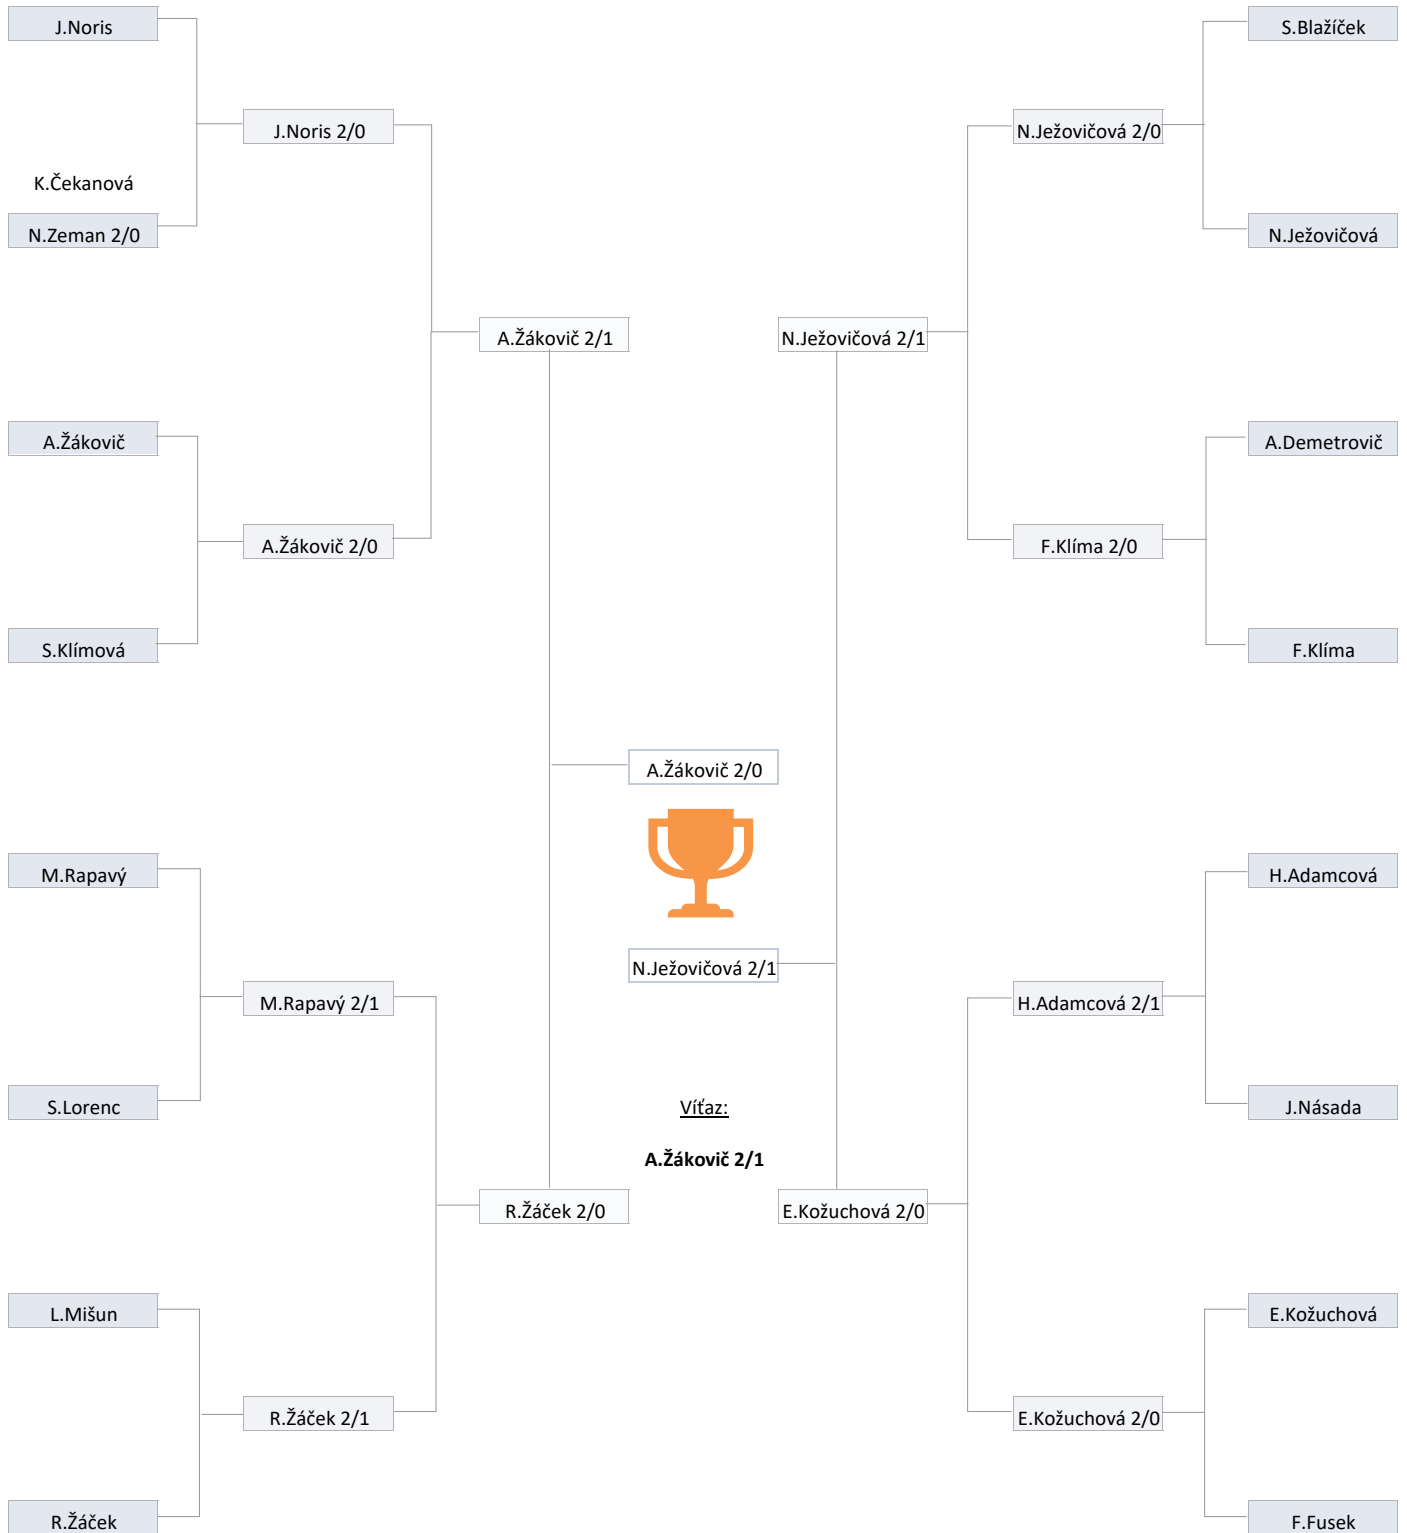 J.Noris
S.Blažíček
J.Noris 2/0
N.Ježovičová 2/0
K.Čekanová
N.Zeman 2/0
N.Ježovičová
A.Žákovič 2/1
N.Ježovičová 2/1
A.Žákovič
A.Demetrovič
A.Žákovič 2/0
F.Klíma 2/0
S.Klímová
F.Klíma
A.Žákovič 2/0
M.Rapavý
H.Adamcová
N.Ježovičová 2/1
M.Rapavý 2/1
H.Adamcová 2/1
S.Lorenc
Víťaz:
J.Násada
A.Žákovič 2/1
R.Žáček 2/0
E.Kožuchová 2/0
L.Mišun
E.Kožuchová
R.Žáček 2/1
E.Kožuchová 2/0
R.Žáček
F.Fusek